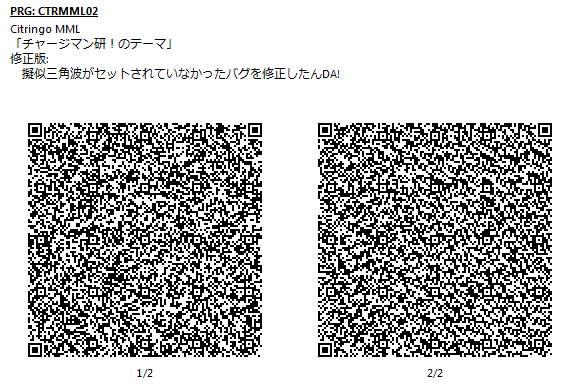 PRG: CTRMML02
Citringo MML
「チャージマン研！のテーマ」
修正版:
擬似三角波がセットされていなかったバグを修正したんDA!
1/2
2/2